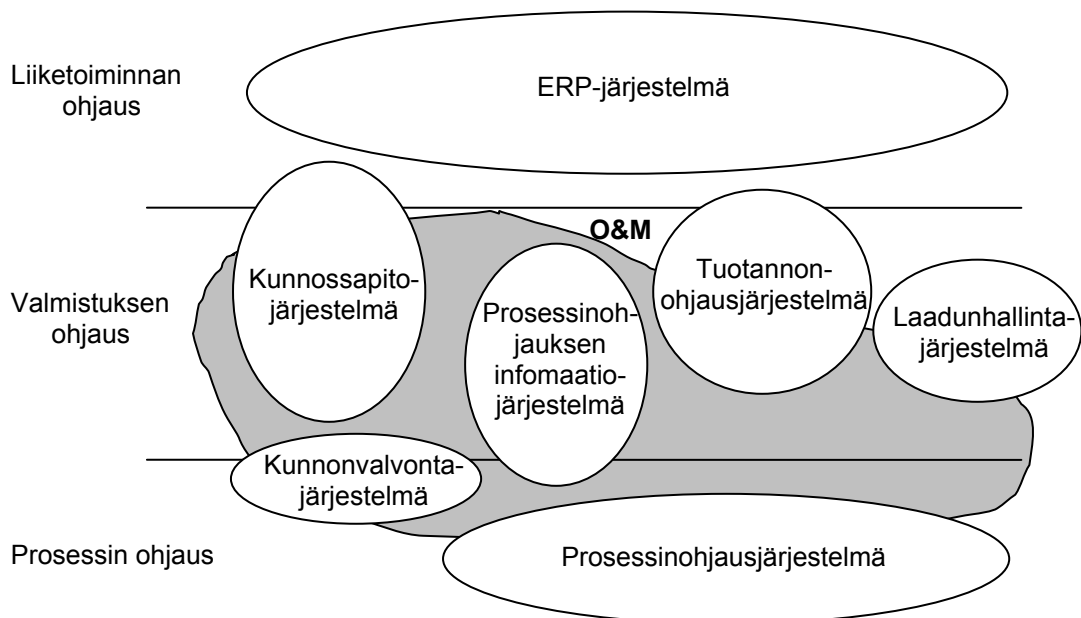 Liiketoiminnan
ohjaus
ERP-järjestelmä
O&M
Valmistuksen
ohjaus
Kunnossapito-
järjestelmä
Prosessinoh-
jauksen
infomaatio-
järjestelmä
Tuotannon-
ohjausjärjestelmä
Laadunhallinta-
järjestelmä
Kunnonvalvonta-
järjestelmä
Prosessin ohjaus
Prosessinohjausjärjestelmä